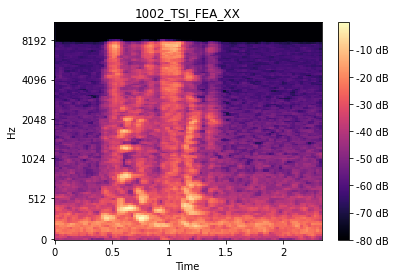 1002_TSI_FEA_XX
8192
4096
2048
1024
512
0
Hz
0
0.5
1
1.5
2
Time
-10 dB
-20 dB
-30 dB
-40 dB
-50 dB
-60 dB
-70 dB
-80 dB